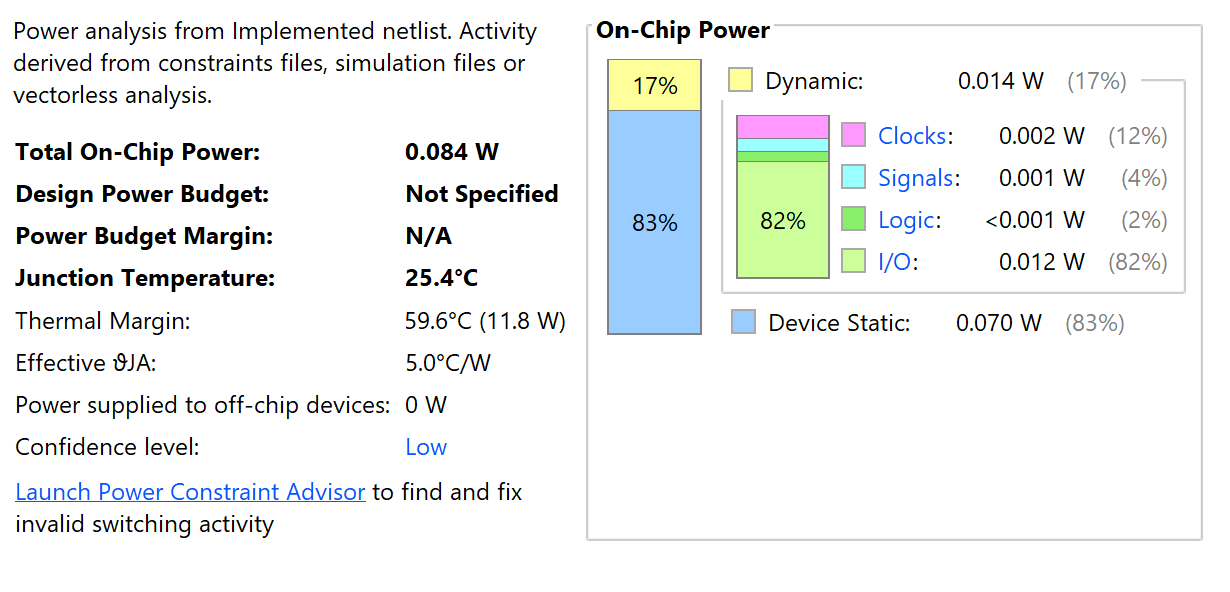 Power analysis from Implemented netlist. Activity
derived from constraints files, simulation files or
vectorless analysis.
Total On-Chip Power: 0.084 W
Design Power Budget: Not Specified
Power Budget Margin: N/A
Junction Temperature: 25.4°C
Thermal Margin: 59.6°C (11.8 W)
Effective ϑJA: 5.0°C/W
Power supplied to off-chip devices: 0 W
Confidence level: Low
Launch Power Constraint Advisor to find and fix
invalid switching activity
On-Chip Power
17%
83%
Dynamic: 0.014 W (17%)
82%
Clocks: 0.002 W (12%)
Signals: 0.001 W (4%)
Logic: <0.001 W (2%)
I/O: 0.012 W (82%)
Device Static: 0.070 W (83%)